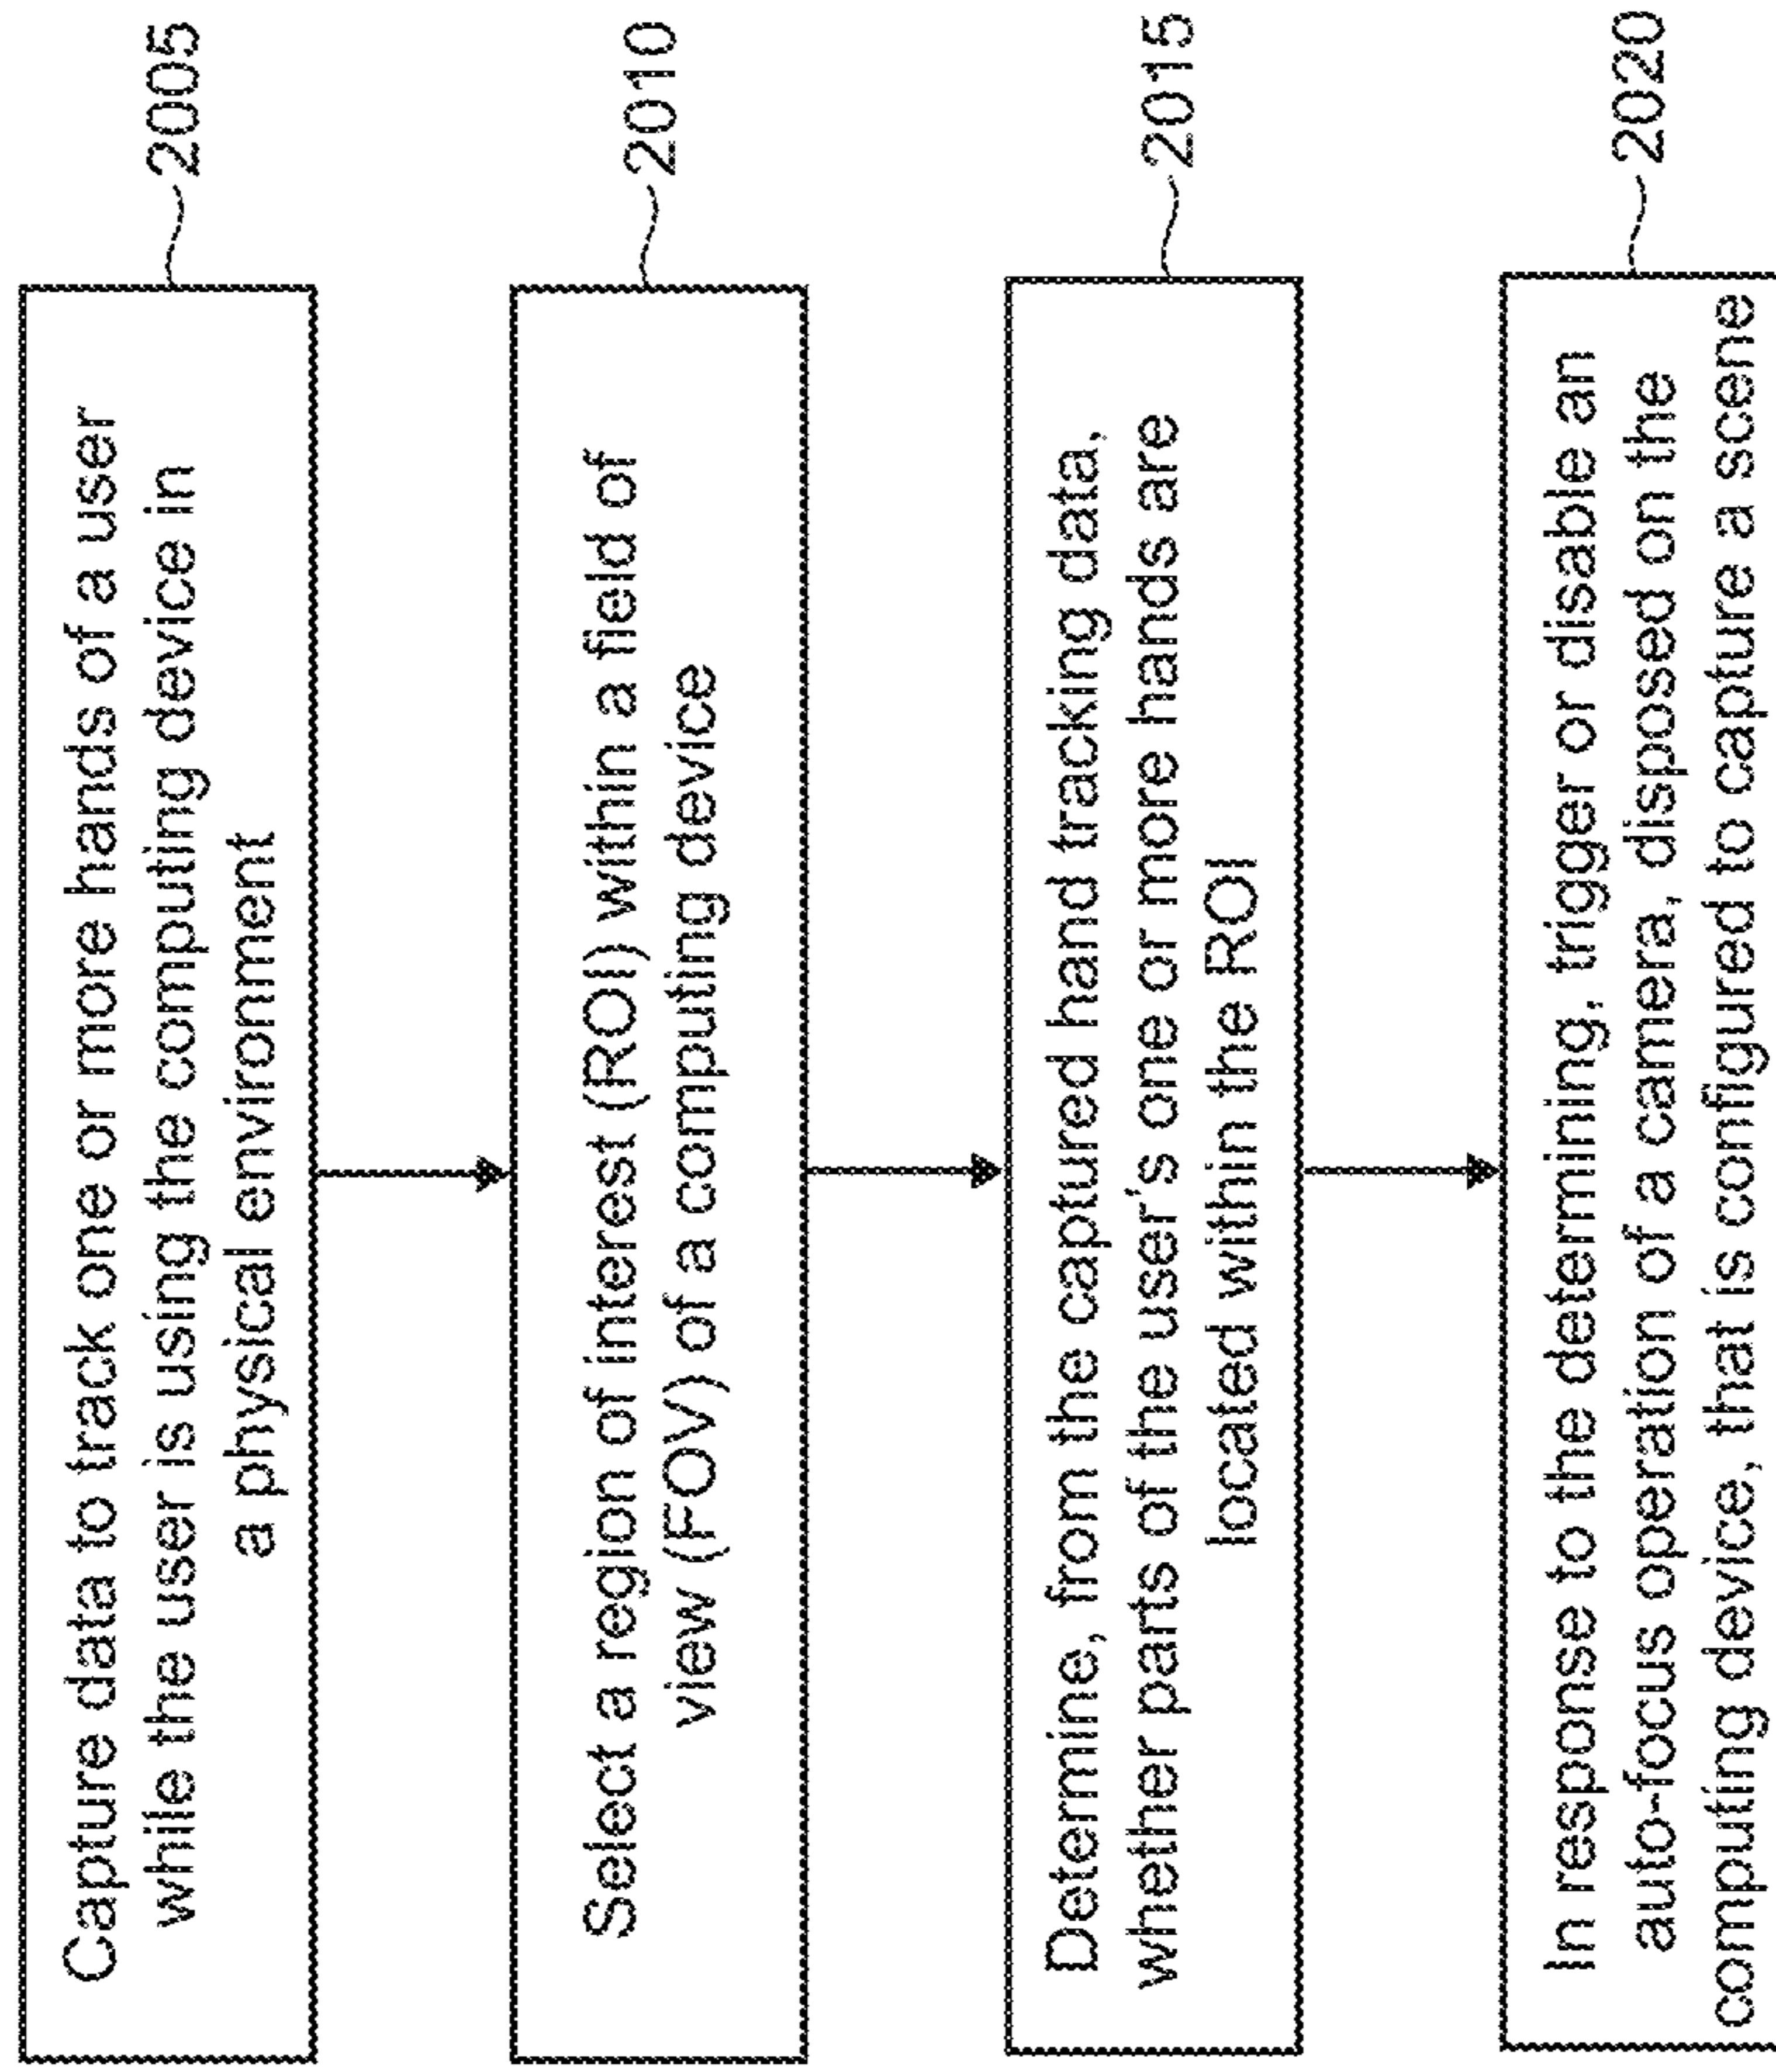 Capture data to track one or more hands of a user
while the user is using the computing device in
a physical environment
2005
Select a region of interest (ROI) within a field of
view (FOV) of a computing device
2010
Determine, from the captured hand tracking data,
whether parts of the user's one or more hands are
located within the ROI
2015
In response to the determining, trigger or disable an
auto-focus operation of a camera, disposed on the
computing device, that is configured to capture a scene
2020